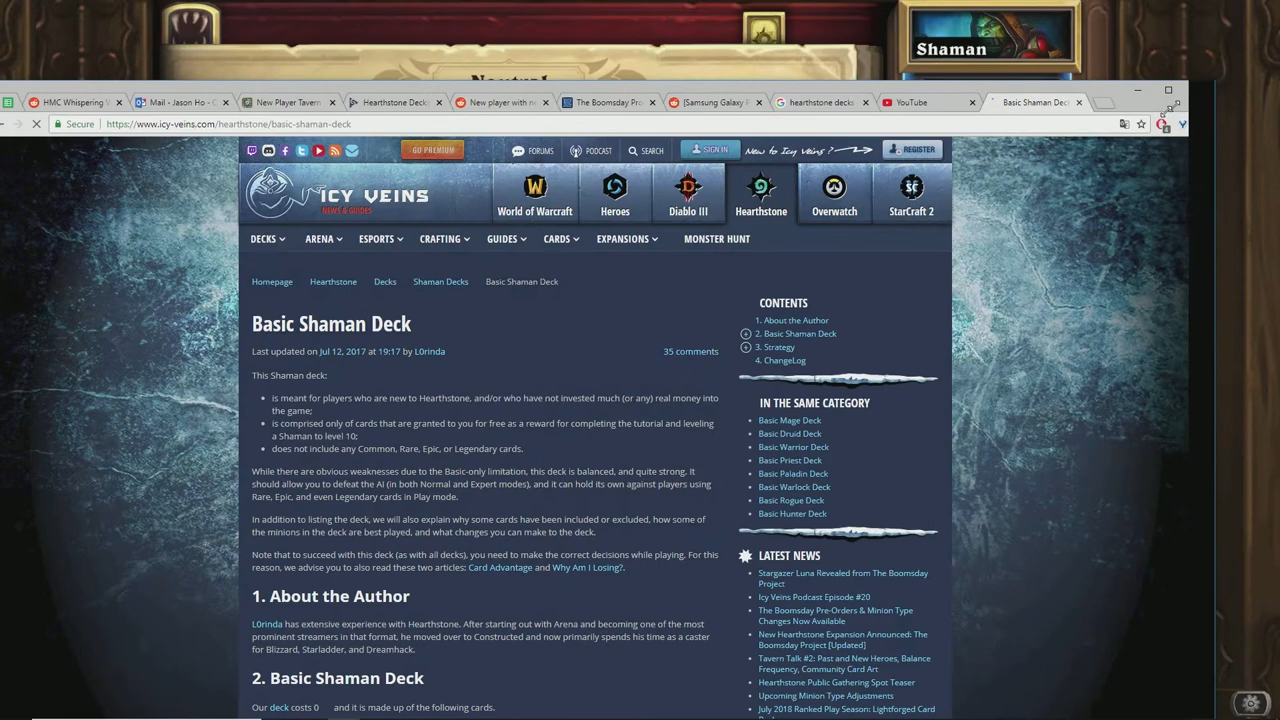 Shaman
HMC Whispering
Mail - Jason Ho - C
New Player Tavern
Hearthstone Deck
New player with n
The Boomsday Pro
[Samsung Galaxy
hearthstone decks
YouTube
Basic Shaman Dec
Secure
https://www.icy-veins.com/hearthstone/basic-shaman-deck
GO PREMIUM
FORUMS
PODCAST
SEARCH
SIGN IN
New to Icy Veins?
REGISTER
ICY VEINS
NEWS & GUIDES
World of Warcraft
Heroes
Diablo III
Hearthstone
Overwatch
StarCraft 2
DECKS
ARENA
ESPORTS
CRAFTING
GUIDES
CARDS
EXPANSIONS
MONSTER HUNT
Homepage
Hearthstone
Decks
Shaman Decks
Basic Shaman Deck
Basic Shaman Deck
Last updated on Jul 12, 2017 at 19:17 by L0rinda
35 comments
This Shaman deck:
is meant for players who are new to Hearthstone, and/or who have not invested much (or any) real money into
the game;
is comprised only of cards that are granted to you for free as a reward for completing the tutorial and leveling
a Shaman to level 10;
does not include any Common, Rare, Epic, or Legendary cards.
While there are obvious weaknesses due to the Basic-only limitation, this deck is balanced, and quite strong. It
should allow you to defeat the AI (in both Normal and Expert modes), and it can hold its own against players using
Rare, Epic, and even Legendary cards in Play mode.
In addition to listing the deck, we will also explain why some cards have been included or excluded, how some of
the minions in the deck are best played, and what changes you can make to the deck.
Note that to succeed with this deck (as with all decks), you need to make the correct decisions while playing. For this
reason, we advise you to also read these two articles: Card Advantage and Why Am I Losing?.
1. About the Author
L0rinda has extensive experience with Hearthstone. After starting out with Arena and becoming one of the most
prominent streamers in that format, he moved over to Constructed and now primarily spends his time as a caster
for Blizzard, Starladder, and Dreamhack.
2. Basic Shaman Deck
Our deck costs 0 and it is made up of the following cards.
CONTENTS
1. About the Author
2. Basic Shaman Deck
3. Strategy
4. ChangeLog
IN THE SAME CATEGORY
Basic Mage Deck
Basic Druid Deck
Basic Warrior Deck
Basic Priest Deck
Basic Paladin Deck
Basic Warlock Deck
Basic Rogue Deck
Basic Hunter Deck
LATEST NEWS
Stargazer Luna Revealed from The Boomsday
Project
Icy Veins Podcast Episode #20
The Boomsday Pre-Orders & Minion Type
Changes Now Available
New Hearthstone Expansion Announced: The
Boomsday Project [Updated]
Tavern Talk #2: Past and New Heroes, Balance
Frequency, Community Card Art
Hearthstone Public Gathering Spot Teaser
Upcoming Minion Type Adjustments
July 2018 Ranked Play Season: Lightforged Card